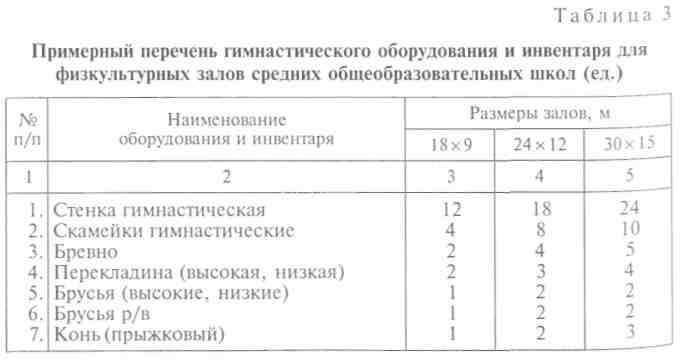 Таблица 3
Примерный перечень гимнастического оборудования и инвентаря для
физкультурных залов средних общеобразовательных школ (ед.)
№ п/п Наименование оборудования и инвентаря Размеры залов, м
18×9 24×12 30×15
1 2 3 4 5
1. Стенка гимнастическая 12 18 24
2. Скамейки гимнастические 4 8 10
3. Бревно 2 4 5
4. Перекладина (высокая, низкая) 2 3 4
5. Брусья (высокие, низкие) 1 2 2
6. Брусья р/в 1 2 2
7. Конь (прыжковый) 1 2 3